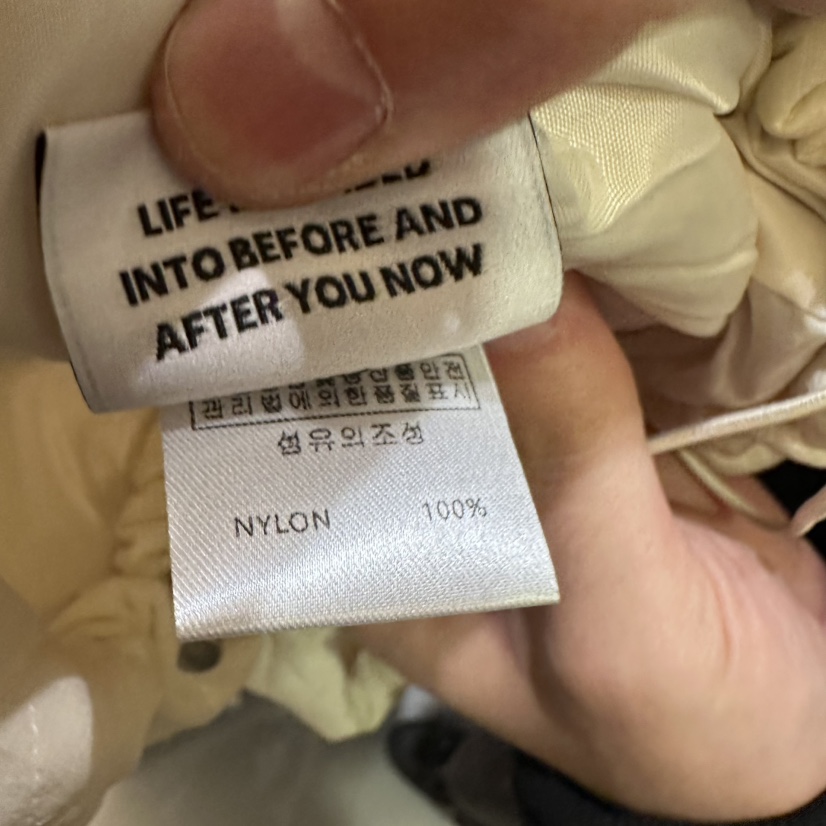 LIFE
INTO BEFORE AND
AFTER YOU NOW
관리법에의한품질표시
섬유의조성
NYLON 100%